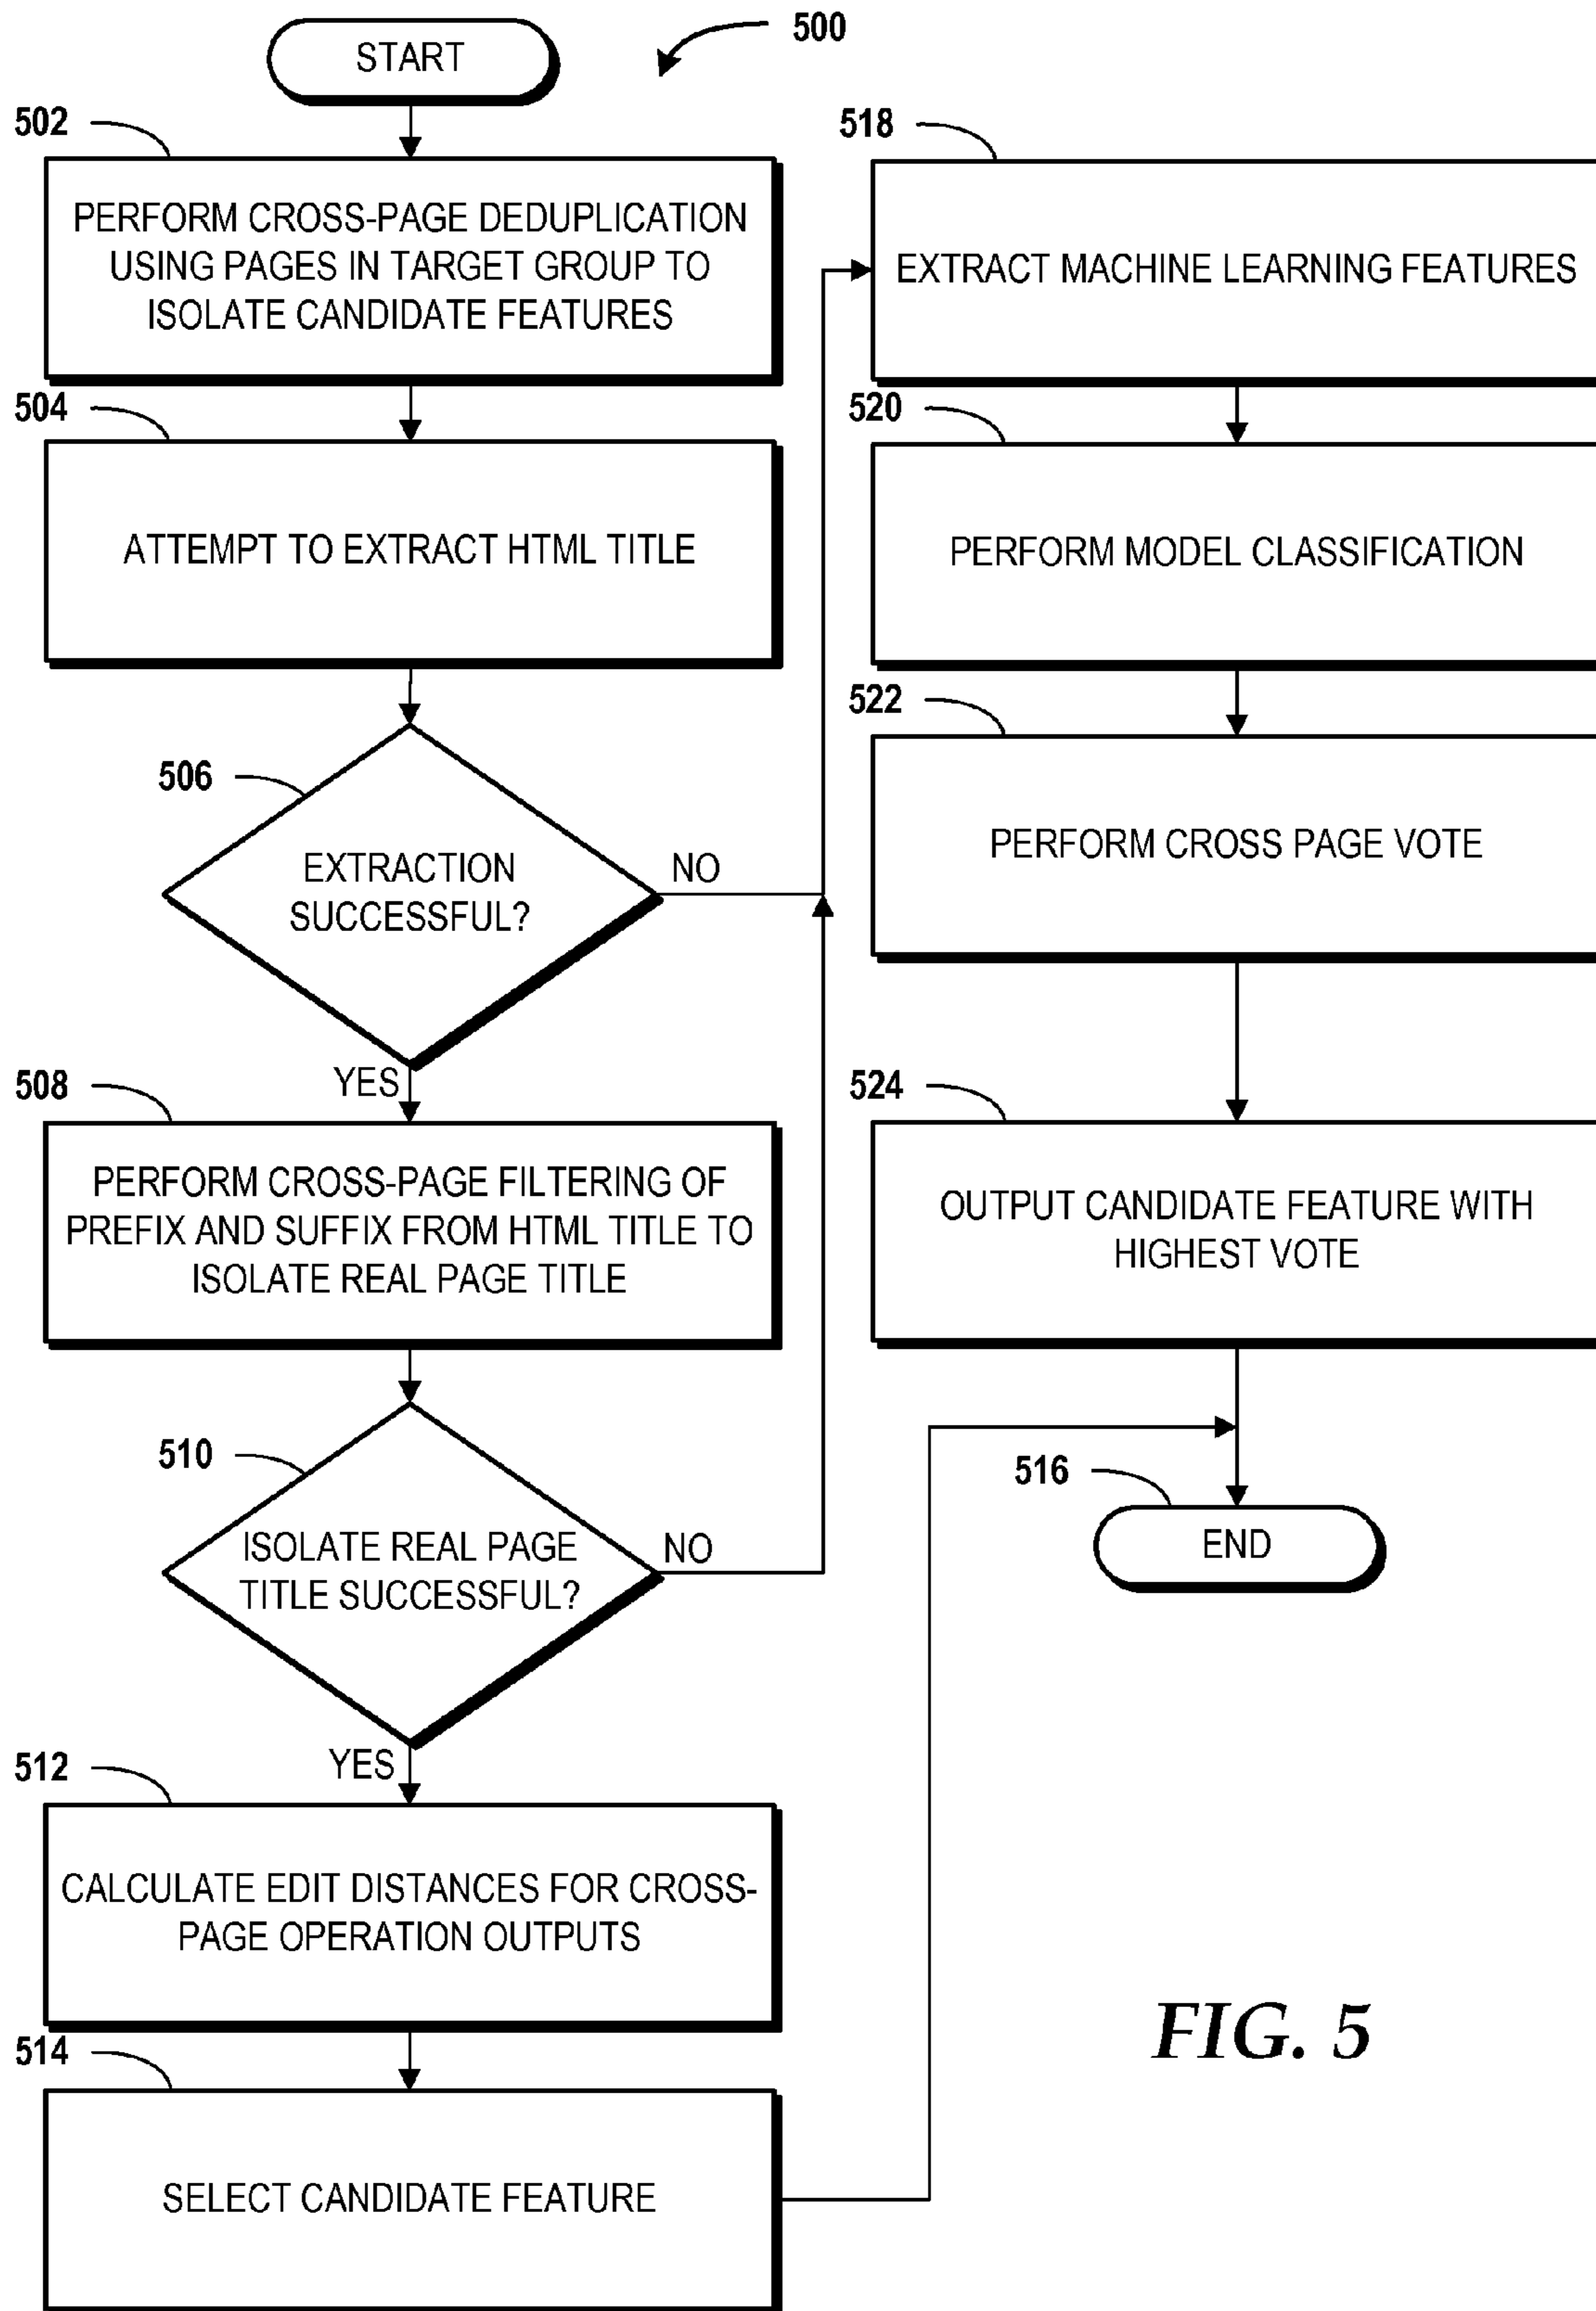 START
500
502
PERFORM CROSS-PAGE DEDUPLICATION
USING PAGES IN TARGET GROUP TO
ISOLATE CANDIDATE FEATURES
504
ATTEMPT TO EXTRACT HTML TITLE
506
EXTRACTION
SUCCESSFUL?
NO
YES
508
PERFORM CROSS-PAGE FILTERING OF
PREFIX AND SUFFIX FROM HTML TITLE TO
ISOLATE REAL PAGE TITLE
510
ISOLATE REAL PAGE
TITLE SUCCESSFUL?
NO
YES
512
CALCULATE EDIT DISTANCES FOR CROSS-
PAGE OPERATION OUTPUTS
514
SELECT CANDIDATE FEATURE
518
EXTRACT MACHINE LEARNING FEATURES
520
PERFORM MODEL CLASSIFICATION
522
PERFORM CROSS PAGE VOTE
524
OUTPUT CANDIDATE FEATURE WITH
HIGHEST VOTE
516
END
FIG. 5